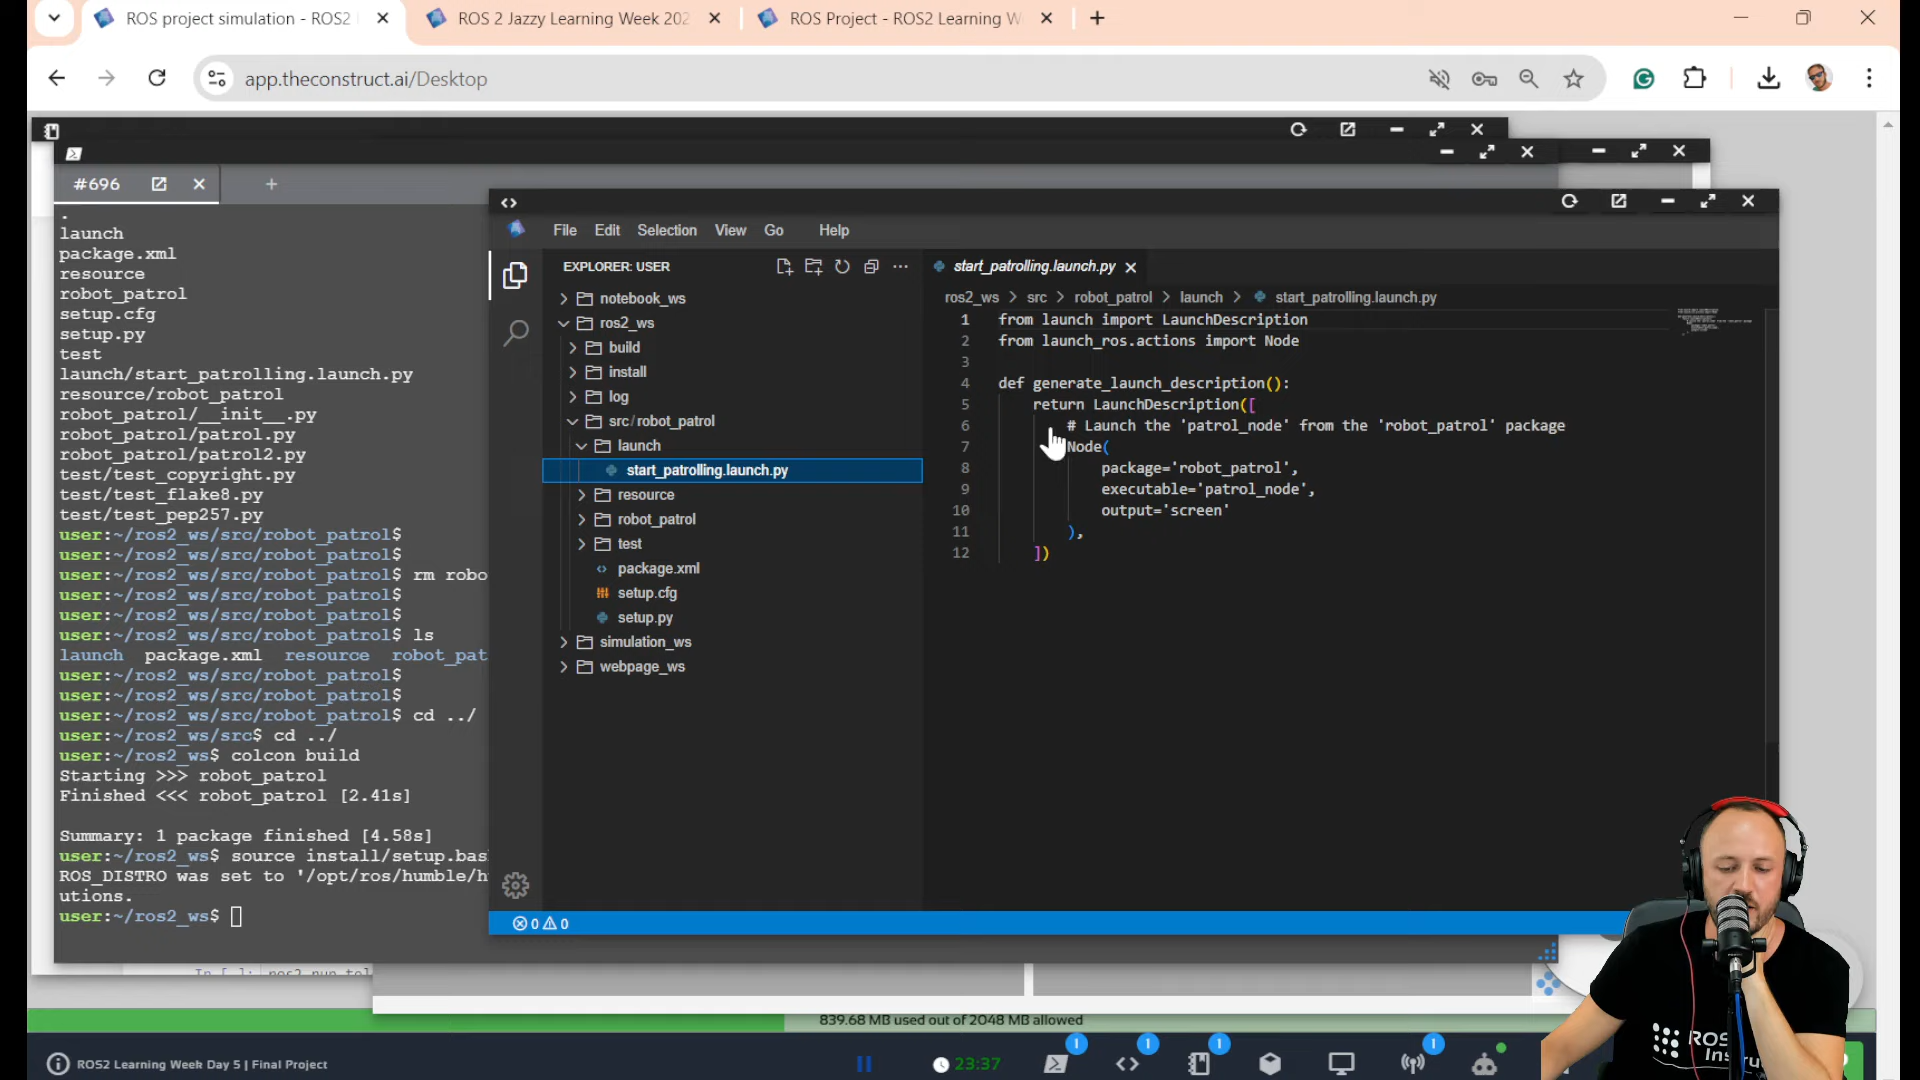 ROS project simulation - ROS2
ROS 2 Jazzy Learning Week 202
ROS Project - ROS2 Learning W
app.theconstruct.ai/Desktop
#696
.
launch
package.xml
resource
robot_patrol
setup.cfg
setup.py
test
launch/start_patrolling.launch.py
resource/robot_patrol
robot_patrol/__init__.py
robot_patrol/patrol.py
robot_patrol/patrol2.py
test/test_copyright.py
test/test_flake8.py
test/test_pep257.py
user:~/ros2_ws/src/robot_patrol$
user:~/ros2_ws/src/robot_patrol$
user:~/ros2_ws/src/robot_patrol$ rm robo
user:~/ros2_ws/src/robot_patrol$
user:~/ros2_ws/src/robot_patrol$
user:~/ros2_ws/src/robot_patrol$ ls
launch package.xml resource robot_pat
user:~/ros2_ws/src/robot_patrol$
user:~/ros2_ws/src/robot_patrol$
user:~/ros2_ws/src/robot_patrol$ cd ../
user:~/ros2_ws/src$ cd ../
user:~/ros2_ws$ colcon build
Starting >>> robot_patrol
Finished <<< robot_patrol [2.41s]
Summary: 1 package finished [4.58s]
user:~/ros2_ws$ source install/setup.bas
ROS_DISTRO was set to '/opt/ros/humble/h
utions.
user:~/ros2_ws$
File Edit Selection View Go Help
EXPLORER: USER
notebook_ws
ros2_ws
build
install
log
src/robot_patrol
launch
start_patrolling.launch.py
resource
robot_patrol
test
package.xml
setup.cfg
setup.py
simulation_ws
webpage_ws
start_patrolling.launch.py
ros2_ws > src > robot_patrol > launch > start_patrolling.launch.py
1 from launch import LaunchDescription
2 from launch_ros.actions import Node
3
4 def generate_launch_description():
5 return LaunchDescription([
6 # Launch the 'patrol_node' from the 'robot_patrol' package
7 Node(
8 package='robot_patrol',
9 executable='patrol_node',
10 output='screen'
11 ),
12 ])
0 0
839.68 MB used out of 2048 MB allowed
ROS2 Learning Week Day 5 | Final Project
23:37
1
1
1
1
ROS